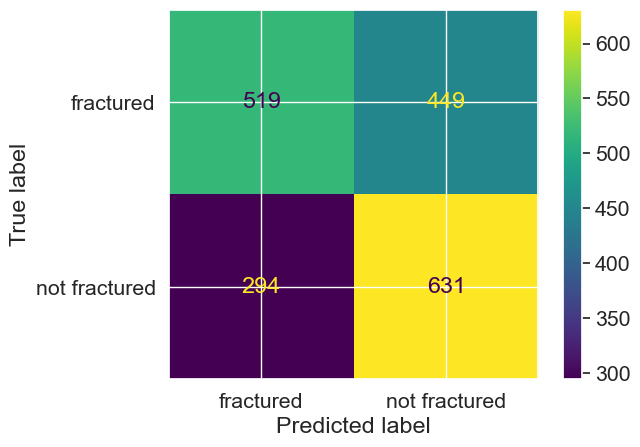 fractured
not fractured
True label
519
449
294
631
fractured
not fractured
Predicted label
600
550
500
450
400
350
300